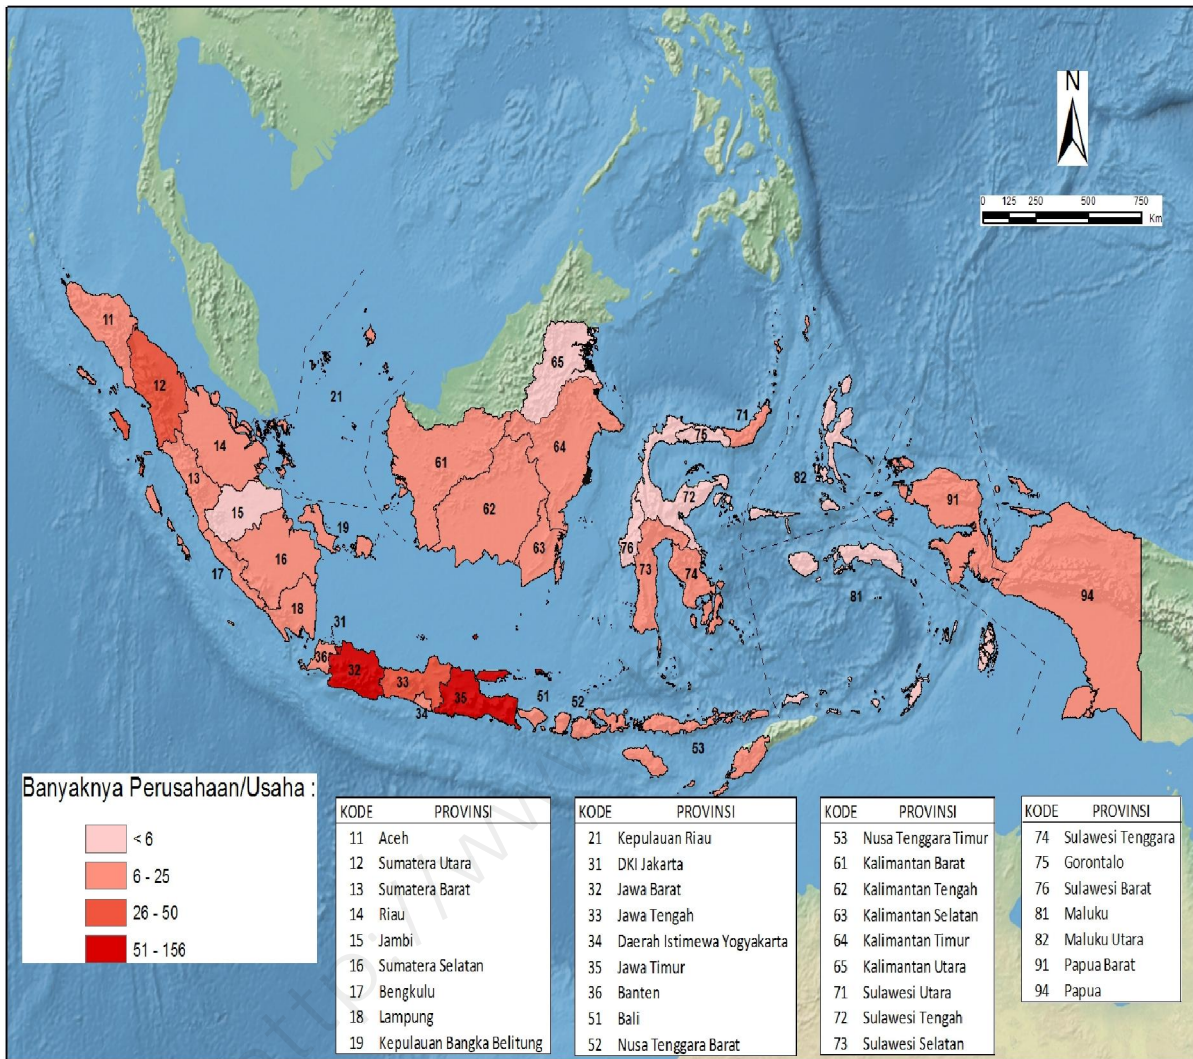 N
0 125 250 500 750
Km
11
12
65
21
14
13
15
16
17
18
19
61
62
63
64
71
75
72
76
73
74
82
81
91
94
31
36
32
33
34
35
51
52
53
Banyaknya Perusahaan/Usaha :
< 6
6 - 25
26 - 50
51 - 156
KODE PROVINSI
11 Aceh
12 Sumatera Utara
13 Sumatera Barat
14 Riau
15 Jambi
16 Sumatera Selatan
17 Bengkulu
18 Lampung
19 Kepulauan Bangka Belitung
KODE PROVINSI
21 Kepulauan Riau
31 DKI Jakarta
32 Jawa Barat
33 Jawa Tengah
34 Daerah Istimewa Yogyakarta
35 Jawa Timur
36 Banten
51 Bali
52 Nusa Tenggara Barat
KODE PROVINSI
53 Nusa Tenggara Timur
61 Kalimantan Barat
62 Kalimantan Tengah
63 Kalimantan Selatan
64 Kalimantan Timur
65 Kalimantan Utara
71 Sulawesi Utara
72 Sulawesi Tengah
73 Sulawesi Selatan
KODE PROVINSI
74 Sulawesi Tenggara
75 Gorontalo
76 Sulawesi Barat
81 Maluku
82 Maluku Utara
91 Papua Barat
94 Papua